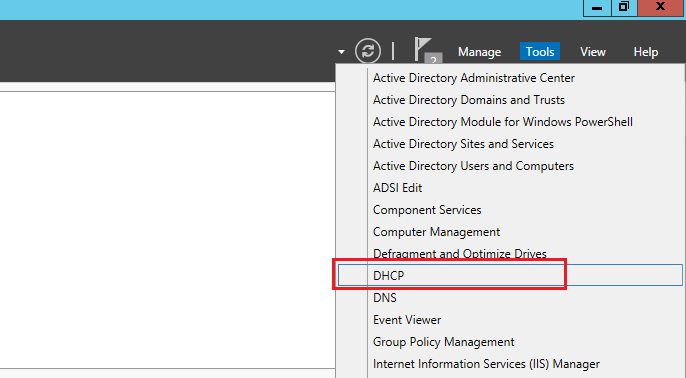 2
Manage
Tools
View
Help
Active Directory Administrative Center
Active Directory Domains and Trusts
Active Directory Module for Windows PowerShell
Active Directory Sites and Services
Active Directory Users and Computers
ADSI Edit
Component Services
Computer Management
Defragment and Optimize Drives
DHCP
DNS
Event Viewer
Group Policy Management
Internet Information Services (IIS) Manager